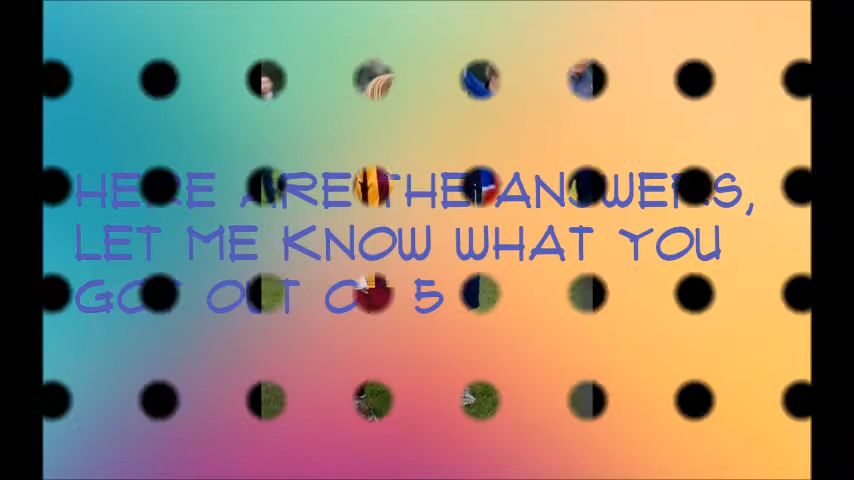 HERE ARE THE ANSWERS,
LET ME KNOW WHAT YOU
GOT OUT OF 5